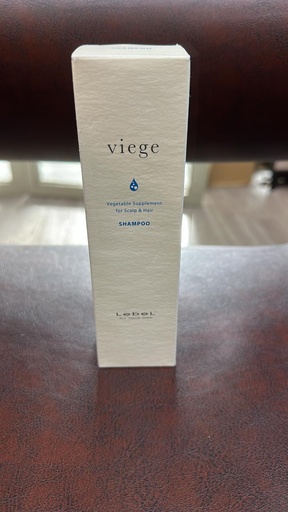 viege
Vegetable Supplement
for Scalp & Hair
SHAMPOO
LebeL